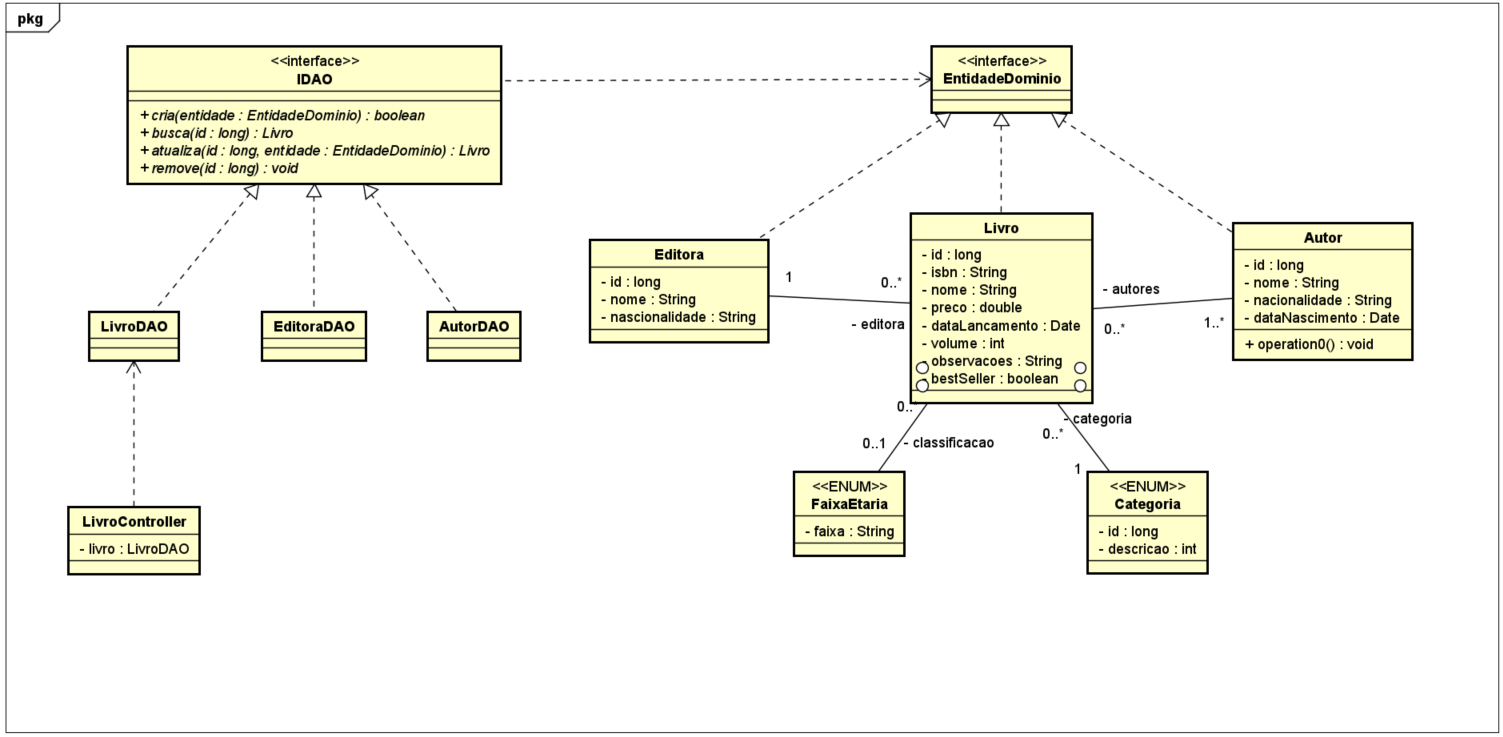 pkg
<<interface>>
IDAO
+ cria(entidade : EntidadeDominio) : boolean
+ busca(id : long) : Livro
+ atualiza(id : long, entidade : EntidadeDominio) : Livro
+ remove(id : long) : void
<<interface>>
EntidadeDominio
Editora
- id : long
- nome : String
- nascionalidade : String
1
0..*
- editora
Livro
- id : long
- isbn : String
- nome : String
- preco : double
- dataLancamento : Date
- volume : int
- observacoes : String
- bestSeller : boolean
- autores
0..*
1..*
Autor
- id : long
- nome : String
- nacionalidade : String
- dataNascimento : Date
+ operation0() : void
LivroDAO
EditoraDAO
AutorDAO
0..*
0..1
- classificacao
- categoria
0..*
1
<<ENUM>>
FaixaEtaria
- faixa : String
<<ENUM>>
Categoria
- id : long
- descricao : int
LivroController
- livro : LivroDAO